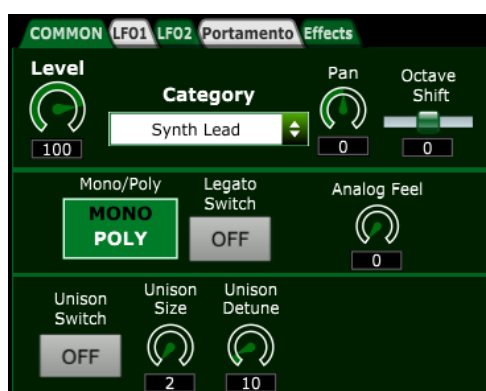 COMMON LFO1 LFO2 Portamento Effects
Level
Category
Pan
Octave
Shift
Synth Lead
100
0
0
Mono/Poly
Legato
Switch
Analog Feel
MONO
POLY
OFF
0
Unison
Switch
Unison
Size
Unison
Detune
OFF
2
10